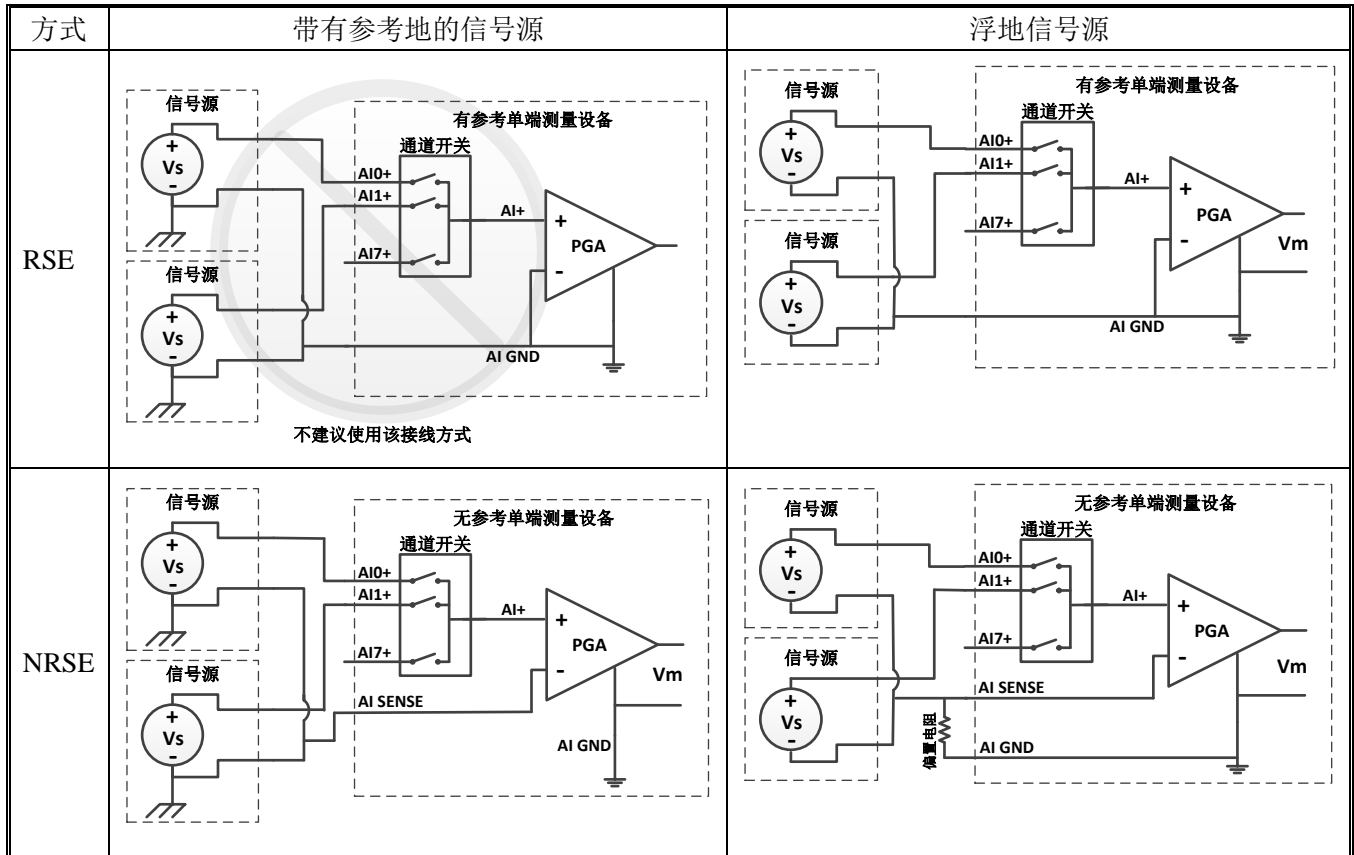 方式 带有参考地的信号源 浮地信号源
RSE
信号源
+
Vs
-
信号源
+
Vs
-
有参考单端测量设备
通道开关
AI0+
AI1+
AI7+
AI+
+
PGA
-
AI GND
不建议使用该接线方式
信号源
+
Vs
-
信号源
+
Vs
-
有参考单端测量设备
通道开关
AI0+
AI1+
AI7+
AI+
+
PGA
-
Vm
AI GND
NRSE
信号源
+
Vs
-
信号源
+
Vs
-
无参考单端测量设备
通道开关
AI0+
AI1+
AI7+
AI+
+
PGA
-
Vm
AI SENSE
AI GND
信号源
+
Vs
-
信号源
+
Vs
-
无参考单端测量设备
通道开关
AI0+
AI1+
AI7+
AI+
+
PGA
-
Vm
AI SENSE
偏置电阻
AI GND